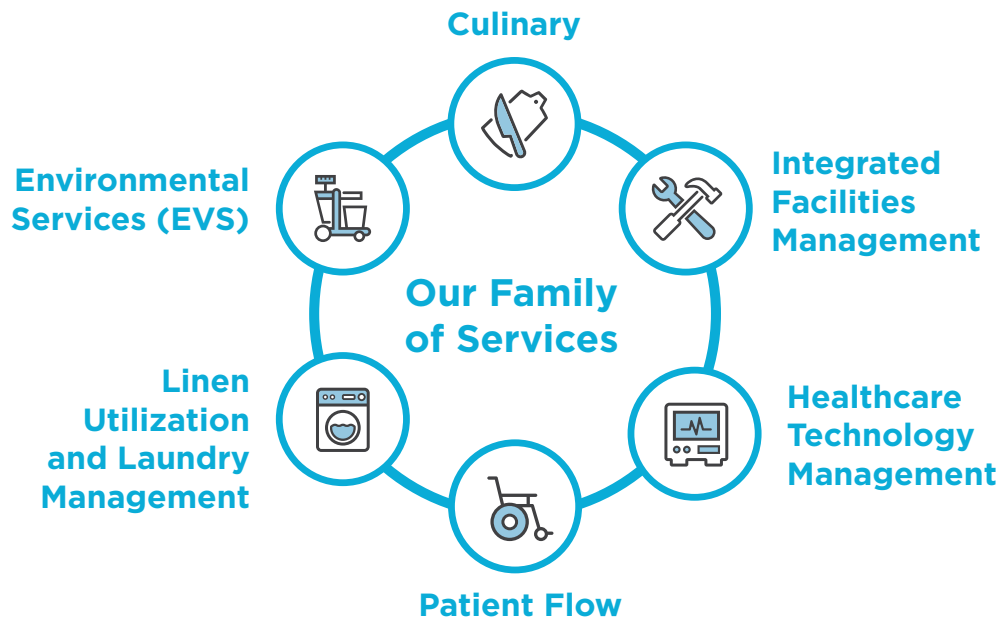 Culinary
Environmental
Services (EVS)
Integrated
Facilities
Management
Our Family
of Services
Linen
Utilization
and Laundry
Management
Healthcare
Technology
Management
Patient Flow